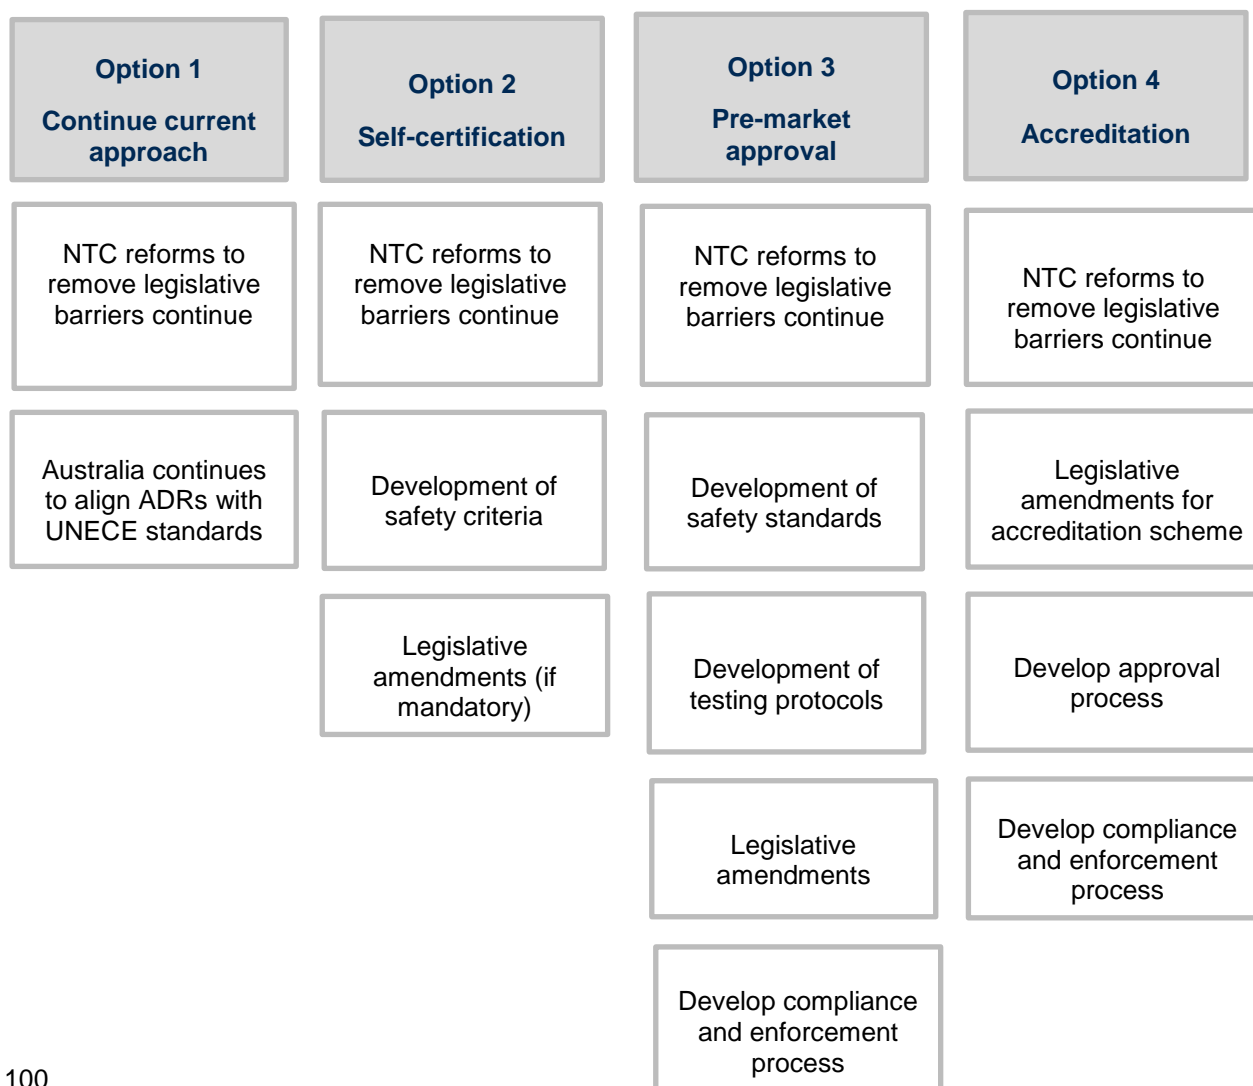 Option 1
Continue current
approach
Option 2
Self-certification
Option 3
Pre-market
approval
Option 4
Accreditation
NTC reforms to
remove legislative
barriers continue
NTC reforms to
remove legislative
barriers continue
NTC reforms to
remove legislative
barriers continue
NTC reforms to
remove legislative
barriers continue
Australia continues
to align ADRs with
UNECE standards
Development of
safety criteria
Development of
safety standards
Legislative
amendments for
accreditation scheme
Legislative
amendments (if
mandatory)
Development of
testing protocols
Develop approval
process
Legislative
amendments
Develop compliance
and enforcement
process
Develop compliance
and enforcement
process
100